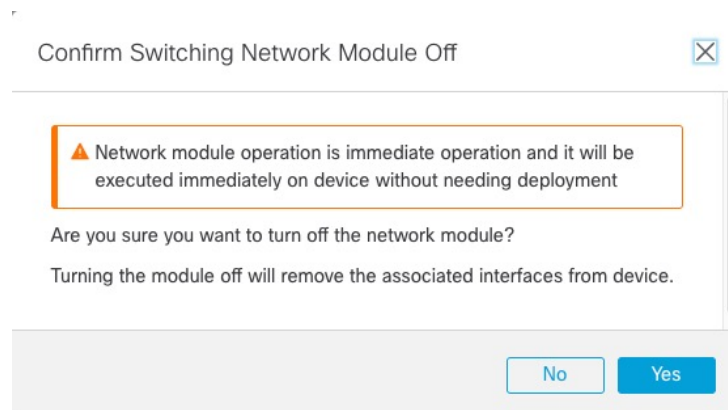 Confirm Switching Network Module Off
Network module operation is immediate operation and it will be
executed immediately on device without needing deployment
Are you sure you want to turn off the network module?
Turning the module off will remove the associated interfaces from device.
No
Yes